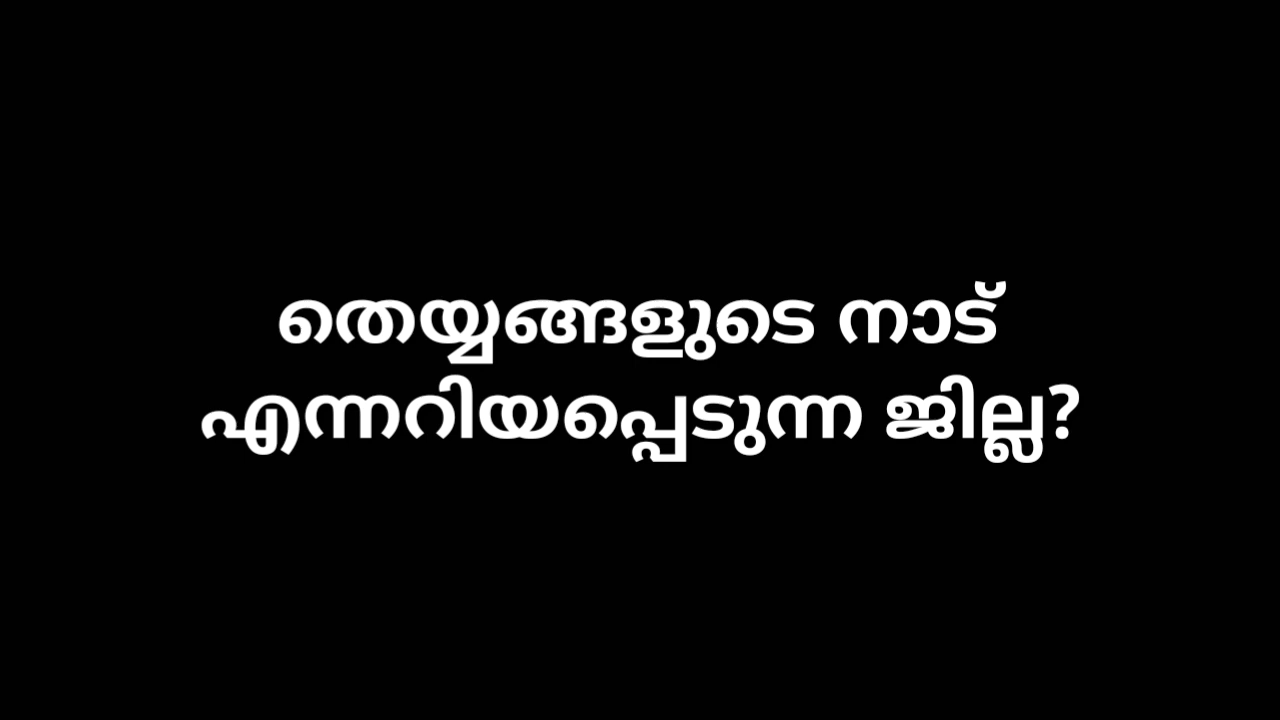 തെയ്യങ്ങളുടെ നാട്
എന്നറിയപ്പെടുന്ന ജില്ല?